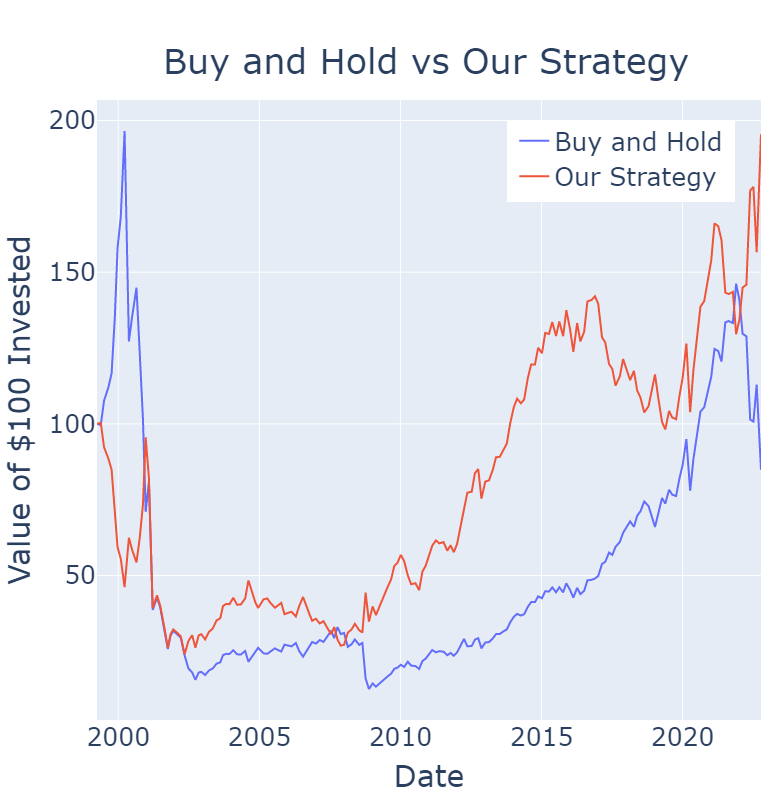 Buy and Hold vs Our Strategy
Buy and Hold
Our Strategy
Value of $100 Invested
200
150
100
50
2000 2005 2010 2015 2020
Date